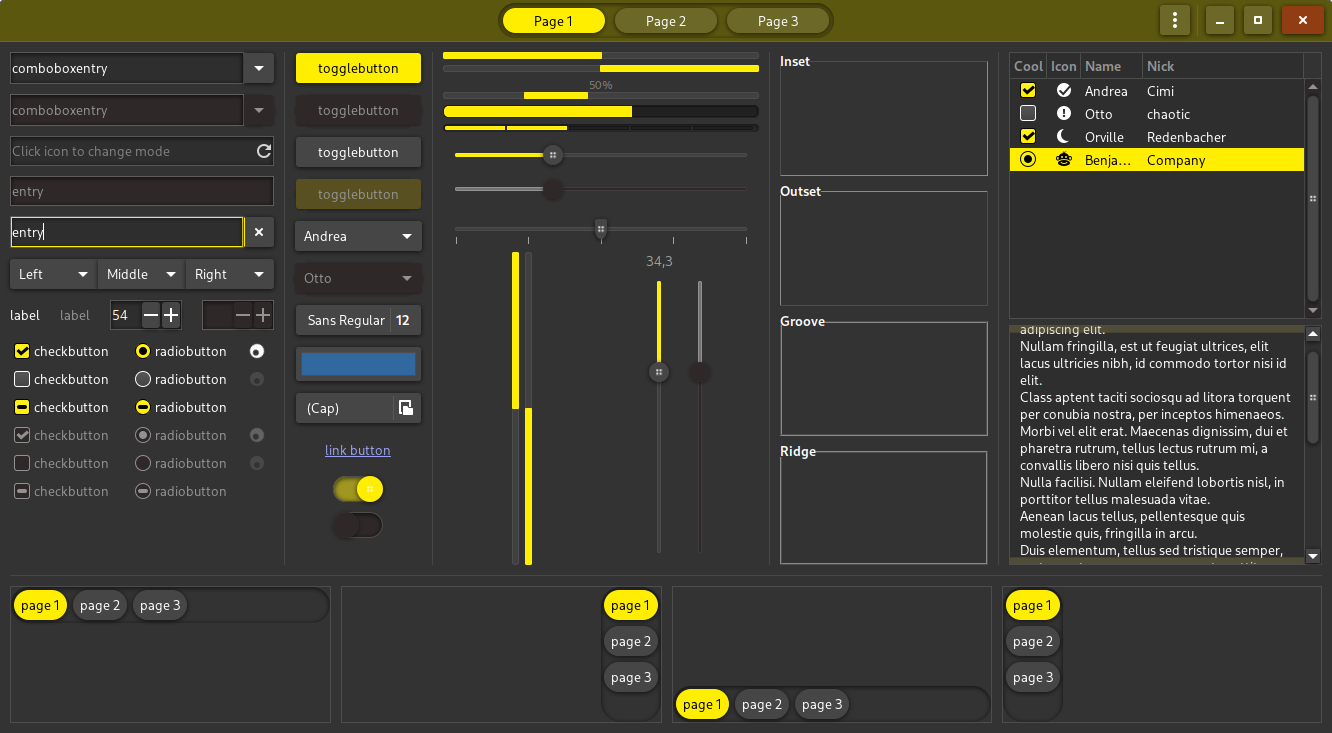 Page 1
Page 2
Page 3
comboboxentry
comboboxentry
Click icon to change mode
entry
entry
Left
Middle
Right
label
label
54
checkbutton
radiobutton
checkbutton
radiobutton
checkbutton
radiobutton
checkbutton
radiobutton
checkbutton
radiobutton
checkbutton
radiobutton
togglebutton
togglebutton
togglebutton
togglebutton
Andrea
Otto
Sans Regular 12
(Cap)
link button
50%
34,3
Inset
Outset
Groove
Ridge
Cool Icon Name Nick
Andrea Cimi
Otto chaotic
Orville Redenbacher
Benja... Company
adipiscing elit.
Nullam fringilla, est ut feugiat ultrices, elit
lacus ultricies nibh, id commodo tortor nisi id
elit.
Class aptent taciti sociosqu ad litora torquent
per conubia nostra, per inceptos himenaeos.
Morbi vel elit erat. Maecenas dignissim, dui et
pharetra rutrum, tellus lectus rutrum mi, a
convallis libero nisi quis tellus.
Nulla facilisi. Nullam eleifend lobortis nisl, in
porttitor tellus malesuada vitae.
Aenean lacus tellus, pellentesque quis
molestie quis, fringilla in arcu.
Duis elementum, tellus sed tristique semper,
page 1
page 2
page 3
page 1
page 2
page 3
page 1
page 2
page 3
page 1
page 2
page 3